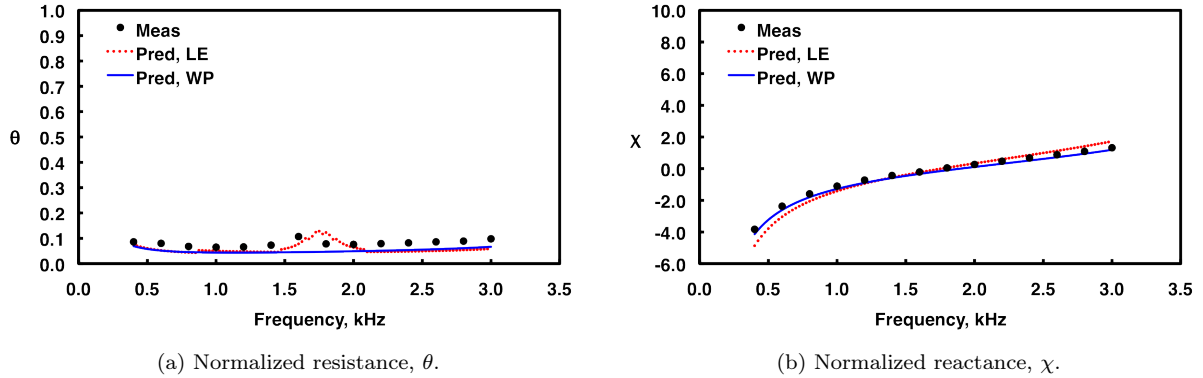 1.0
0.9
0.8
0.7
0.6
0.5
0.4
0.3
0.2
0.1
0.0
θ
Meas
Pred, LE
Pred, WP
0.0 0.5 1.0 1.5 2.0 2.5 3.0 3.5
Frequency, kHz
(a) Normalized resistance, θ.
10.0
8.0
6.0
4.0
2.0
0.0
-2.0
-4.0
-6.0
χ
Meas
Pred, LE
Pred, WP
0.0 0.5 1.0 1.5 2.0 2.5 3.0 3.5
Frequency, kHz
(b) Normalized reactance, χ.